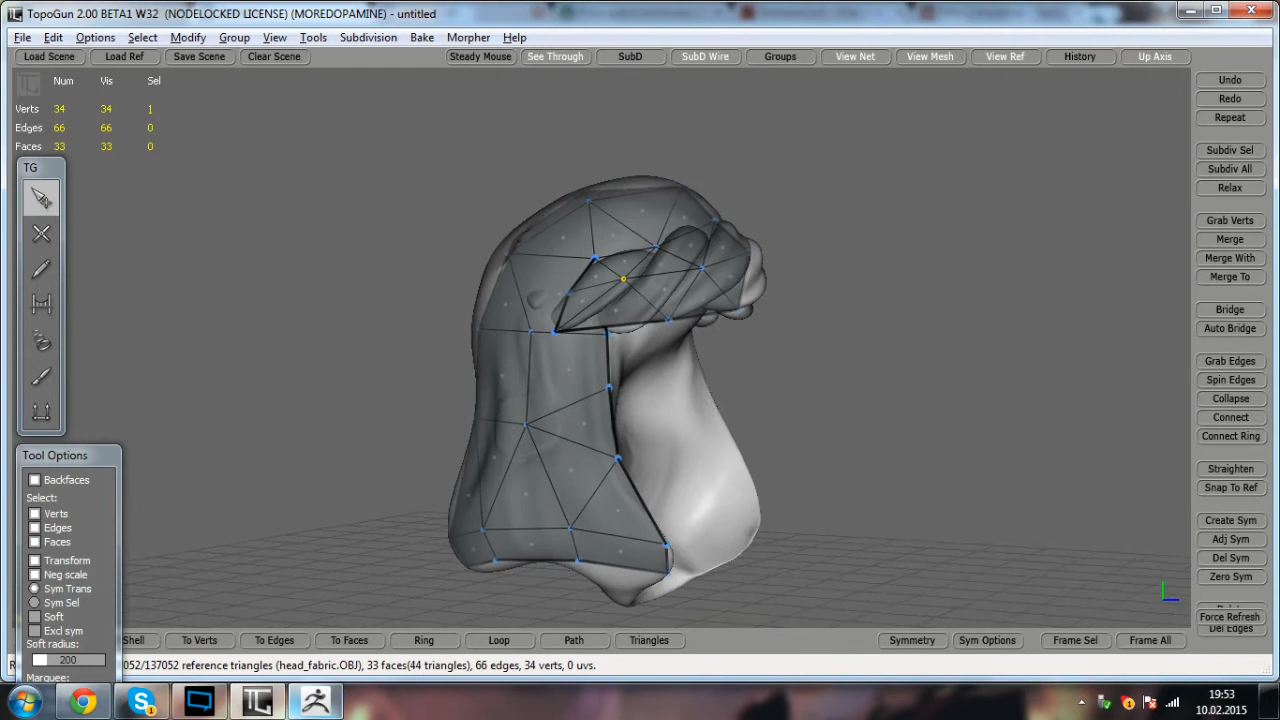 TopoGun 2.00 BETA1 W32 (NODELOCKED LICENSE) (MOREDOPAMINE) - untitled
File Edit Options Select Modify Group View Tools Subdivision Bake Morpher Help
Load Scene Load Ref Save Scene Clear Scene Steady Mouse See Through SubD SubD Wire Groups View Net View Mesh View Ref History Up Axis
Num Vis Sel
Verts 34 34 1
Edges 66 66 0
Faces 33 33 0
TG
Undo
Redo
Repeat
Subdiv Sel
Subdiv All
Relax
Grab Verts
Merge
Merge With
Merge To
Bridge
Auto Bridge
Grab Edges
Spin Edges
Collapse
Connect
Connect Ring
Straighten
Snap To Ref
Create Sym
Adj Sym
Del Sym
Zero Sym
Force Refresh
Del Edges
Tool Options
Backfaces
Select:
Verts
Edges
Faces
Transform
Neg scale
Sym Trans
Sym Sel
Soft
Excl sym
Soft radius:
200
Marquee:
Shell To Verts To Edges To Faces Ring Loop Path Triangles Symmetry Sym Options Frame Sel Frame All
052/137052 reference triangles (head_fabric.OBJ), 33 faces(44 triangles), 66 edges, 34 verts, 0 uvs.
19:53
10.02.2015